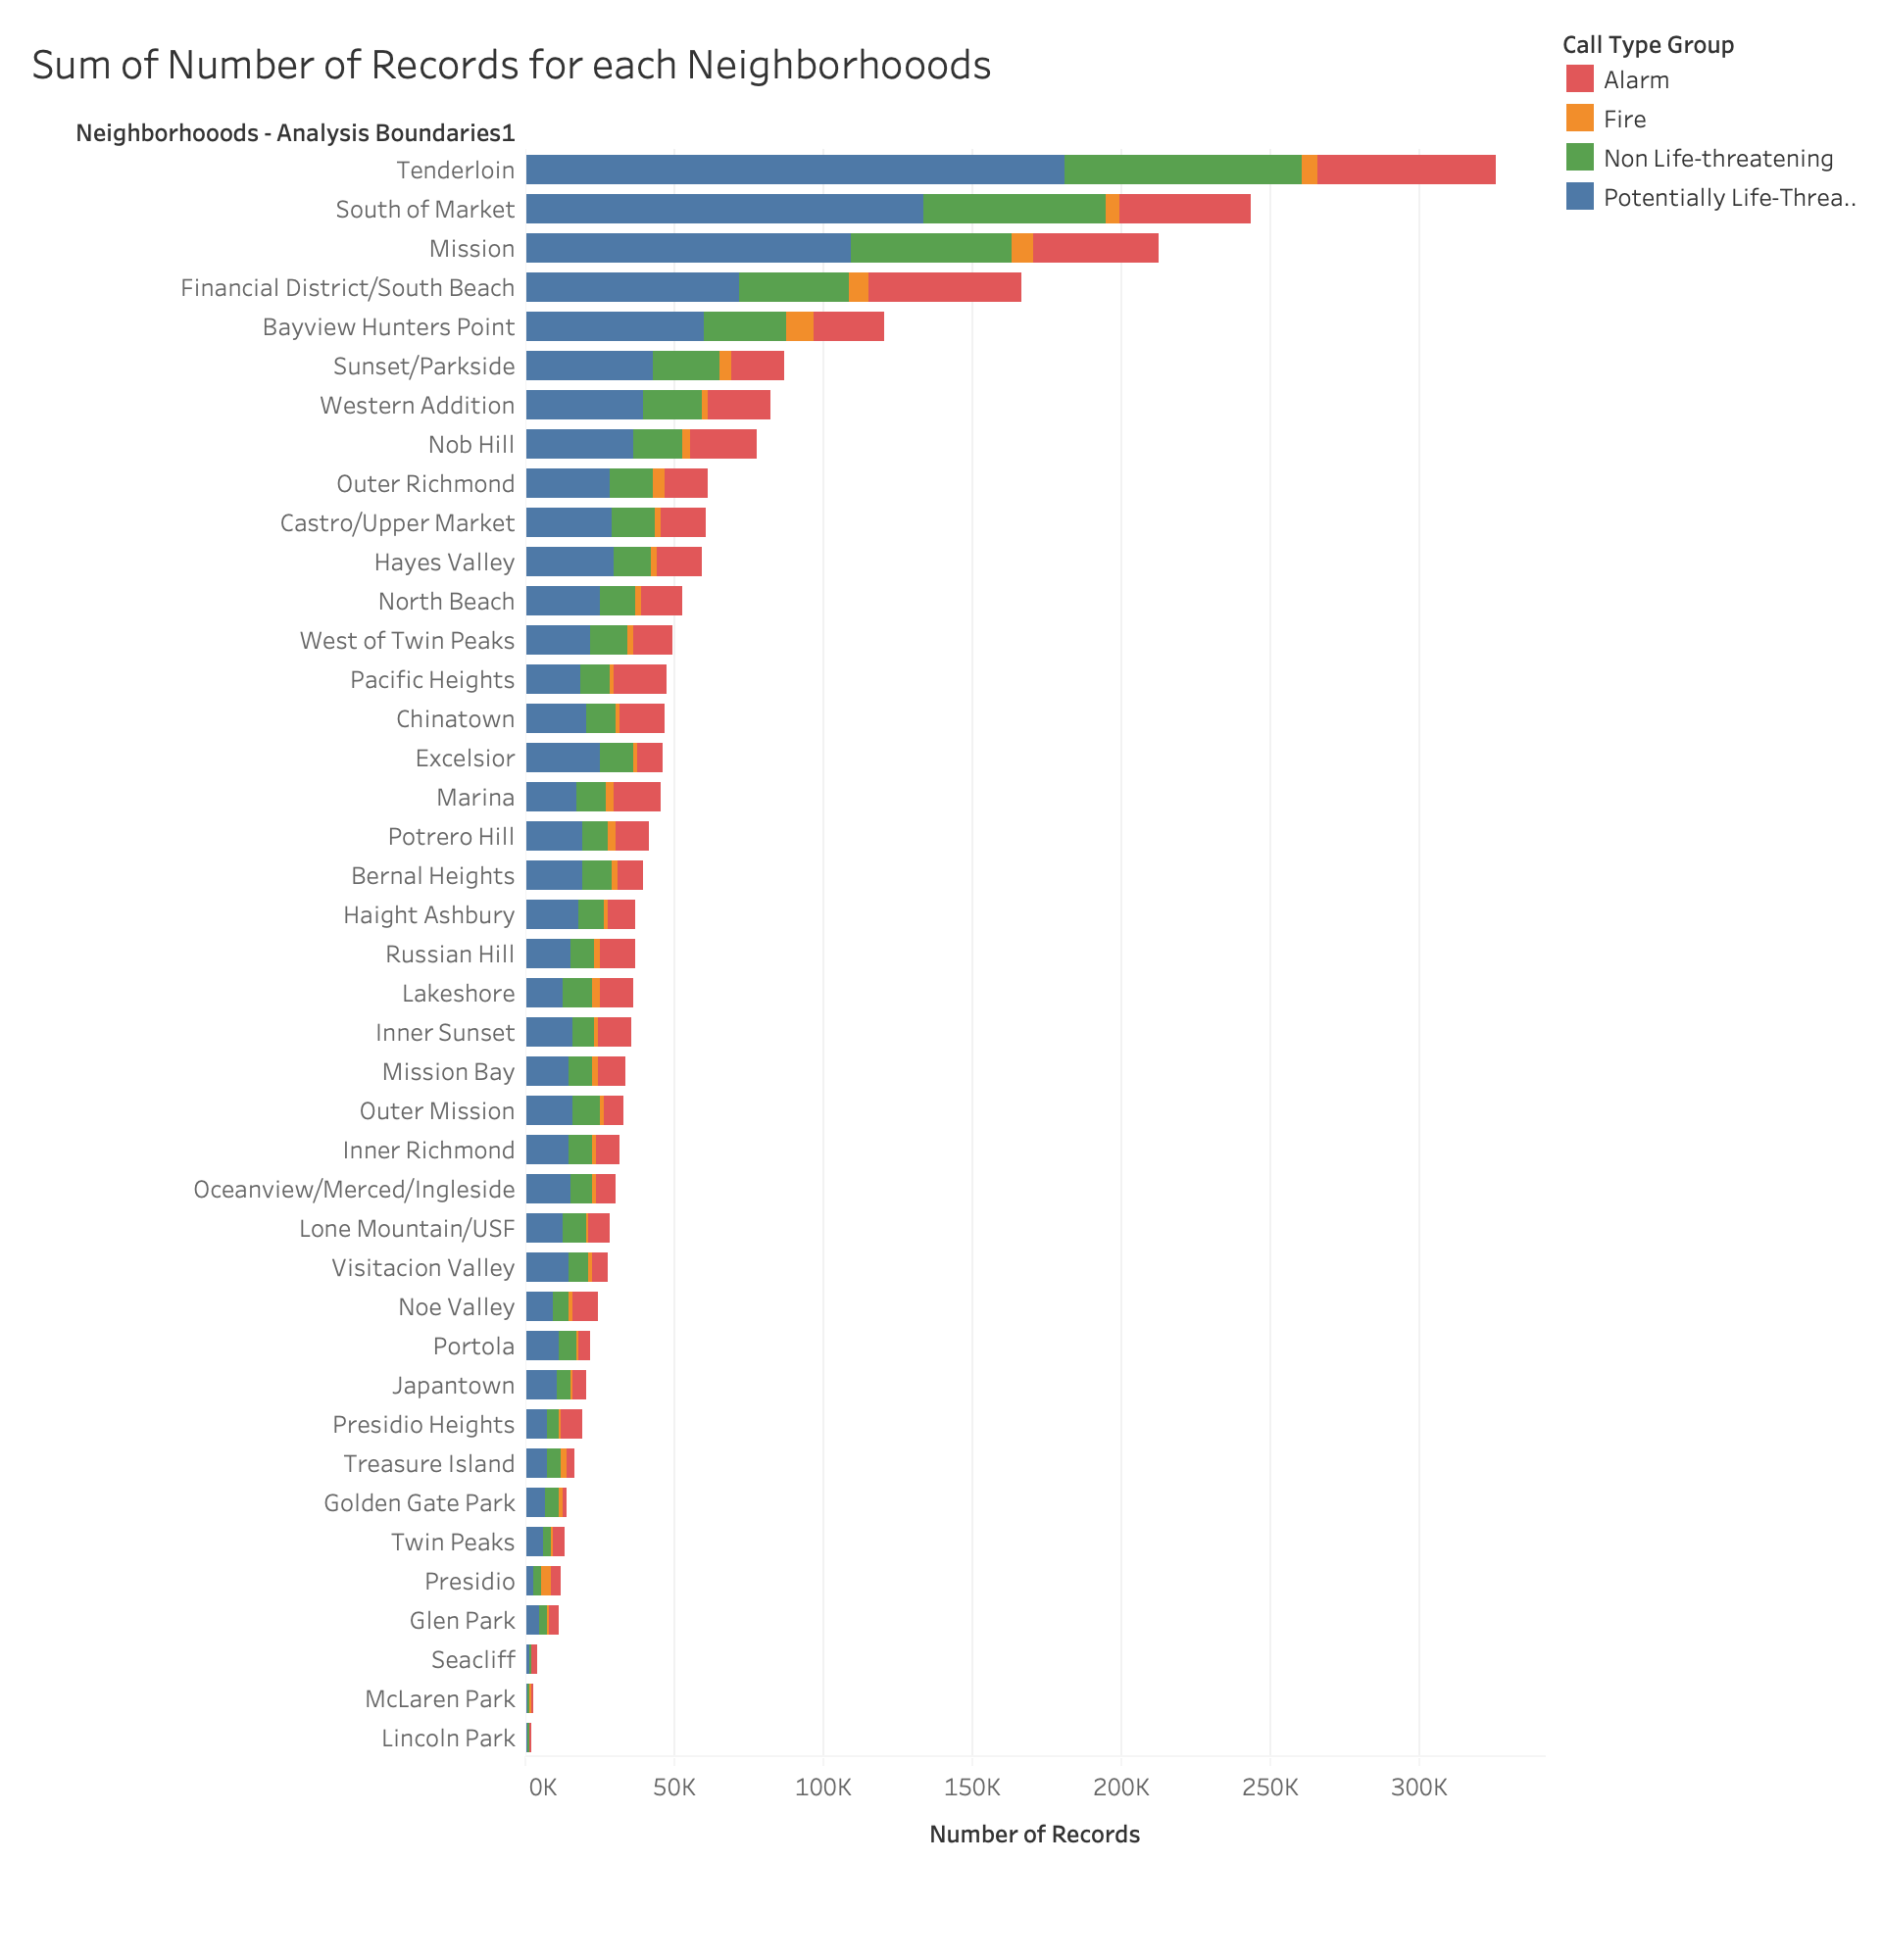 Sum of Number of Records for each Neighborhooods
Call Type Group
Alarm
Fire
Non Life-threatening
Potentially Life-Threa..
Neighborhooods - Analysis Boundaries1
Tenderloin
South of Market
Mission
Financial District/South Beach
Bayview Hunters Point
Sunset/Parkside
Western Addition
Nob Hill
Outer Richmond
Castro/Upper Market
Hayes Valley
North Beach
West of Twin Peaks
Pacific Heights
Chinatown
Excelsior
Marina
Potrero Hill
Bernal Heights
Haight Ashbury
Russian Hill
Lakeshore
Inner Sunset
Mission Bay
Outer Mission
Inner Richmond
Oceanview/Merced/Ingleside
Lone Mountain/USF
Visitacion Valley
Noe Valley
Portola
Japantown
Presidio Heights
Treasure Island
Golden Gate Park
Twin Peaks
Presidio
Glen Park
Seacliff
McLaren Park
Lincoln Park
0K 50K 100K 150K 200K 250K 300K
Number of Records